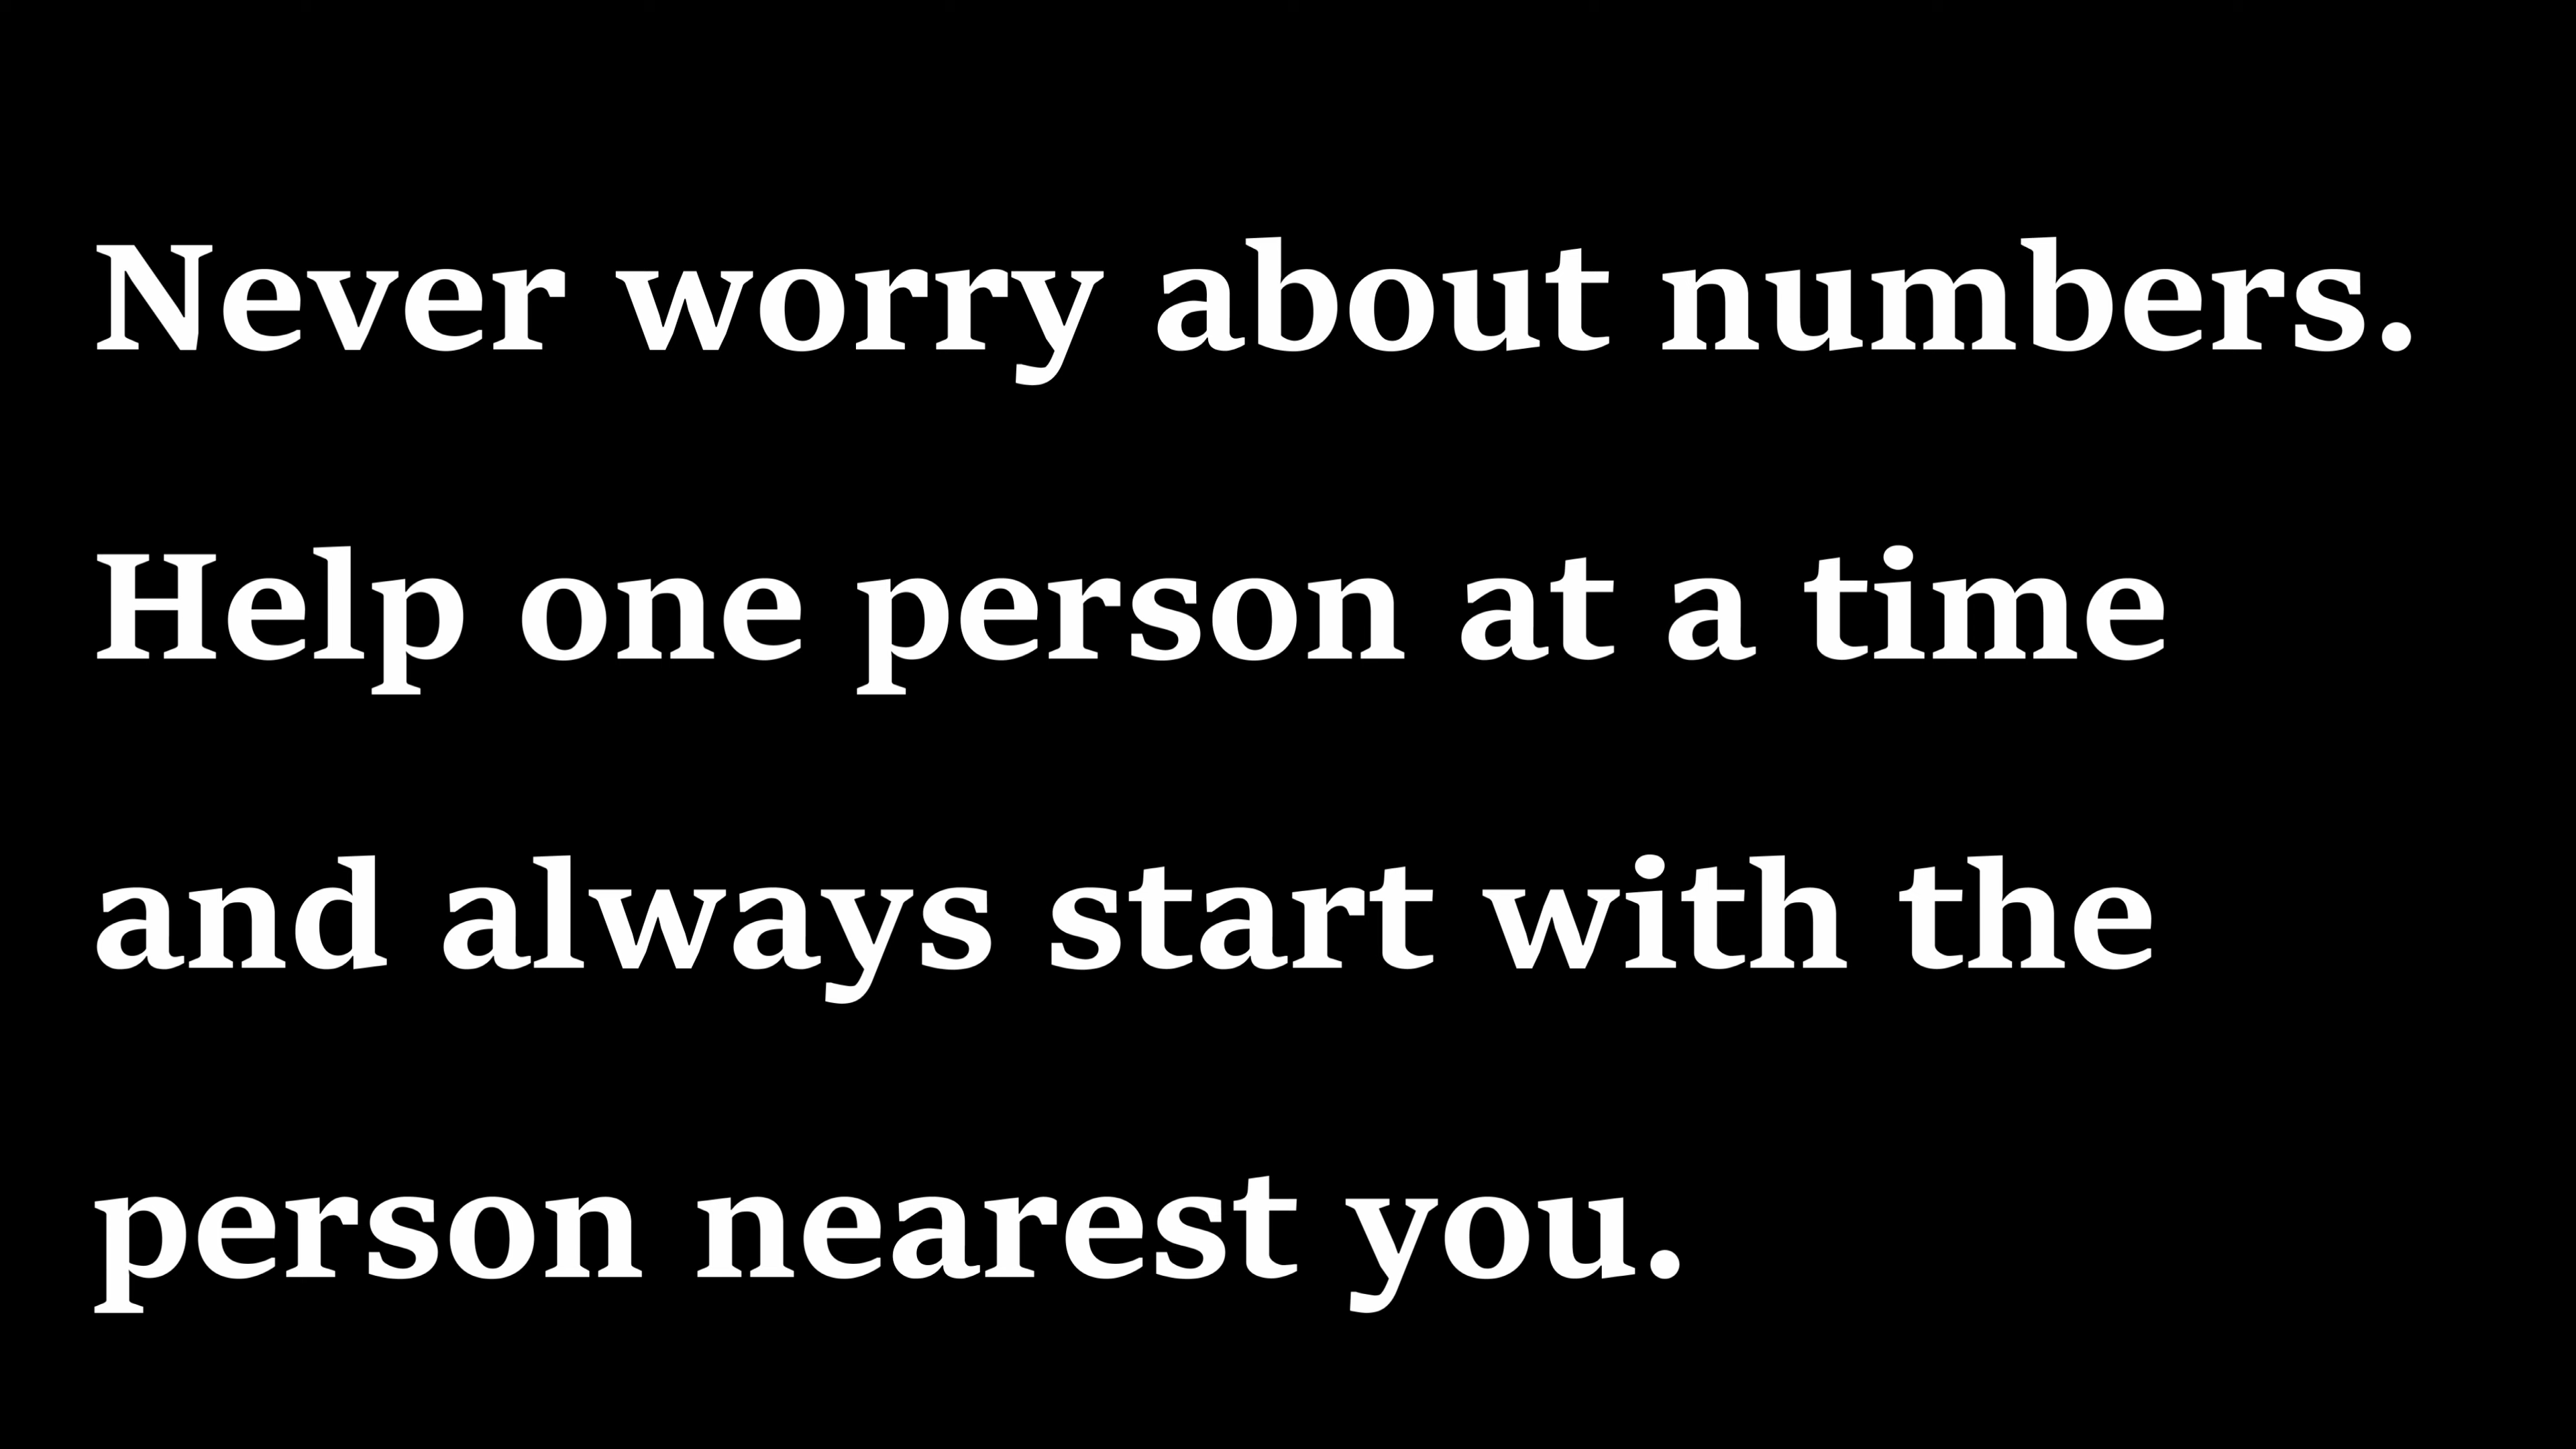 Never worry about numbers.
Help one person at a time
and always start with the
person nearest you.